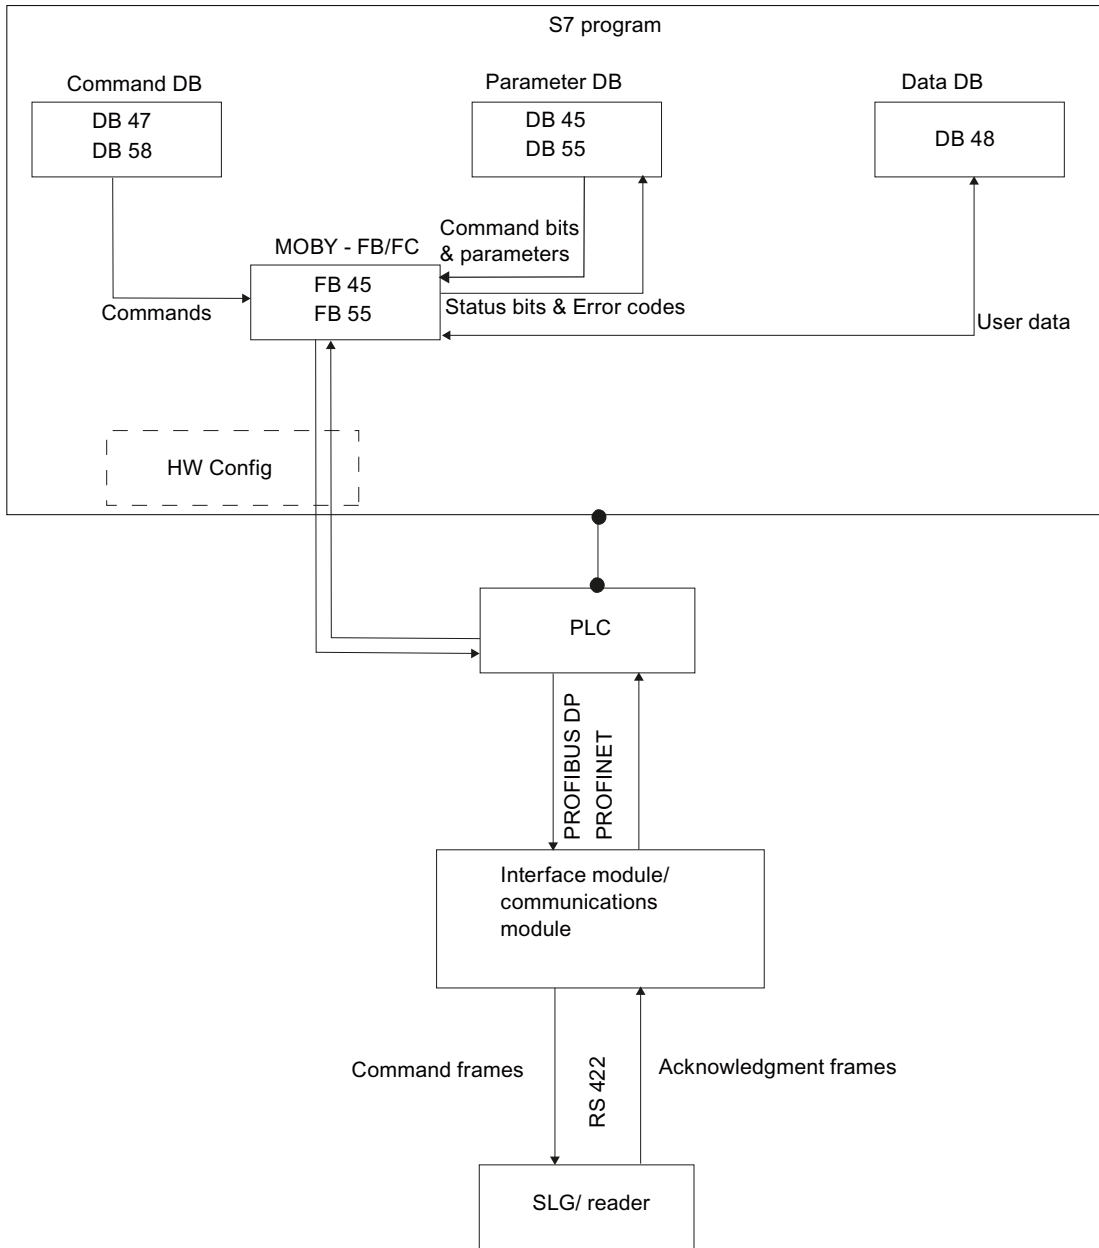 S7 program
Command DB
Parameter DB
Data DB
DB 47
DB 58
DB 45
DB 55
DB 48
MOBY - FB/FC
FB 45
FB 55
Command bits
& parameters
Commands
Status bits & Error codes
User data
HW Config
PLC
PROFIBUS DP
PROFINET
Interface module/
communications
module
Command frames
RS 422
Acknowledgment frames
SLG/ reader